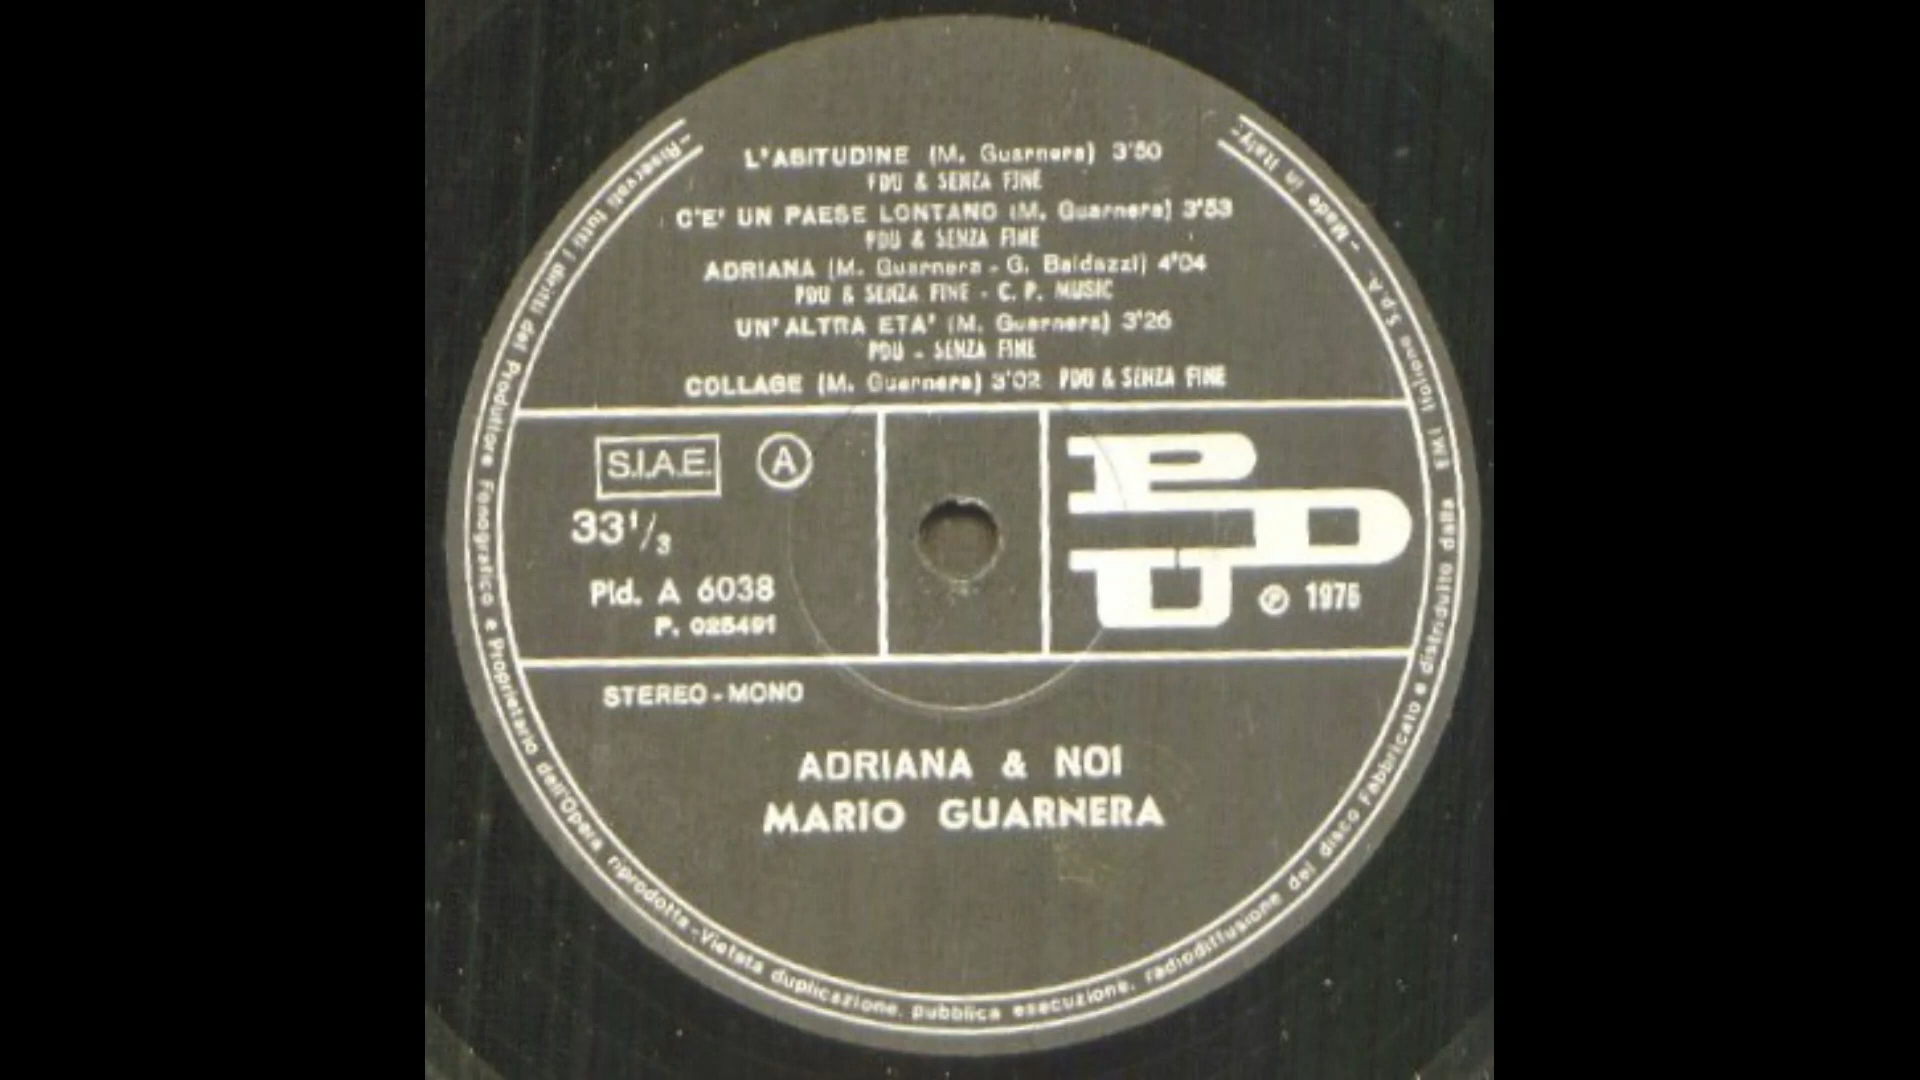 L'ABITUDINE (M. Guarnera) 3'50
PDU & SENZA FINE
C'E' UN PAESE LONTANO (M. Guarnera) 3'53
PDU & SENZA FINE
ADRIANA (M. Guarnera - G. Baldazzi) 4'04
PDU & SENZA FINE - C. P. MUSIC
UN' ALTRA ETA' (M. Guarnera) 3'26
PDU - SENZA FINE
COLLAGE (M. Guarnera) 3'02 PDU & SENZA FINE
S.I.A.E. A
33 1/3
Pld. A 6038
P. 025491
PDU
℗ 1976
STEREO - MONO
ADRIANA & NOI
MARIO GUARNERA
- Riservati tutti i diritti del Produttore Fonografico e Proprietario dell'Opera riprodotta - Vietata duplicazione, pubblica esecuzione, radiodiffusione del disco Fabbricato e distribuito dalla EMI Italiana S.p.A. - Made in Italy -